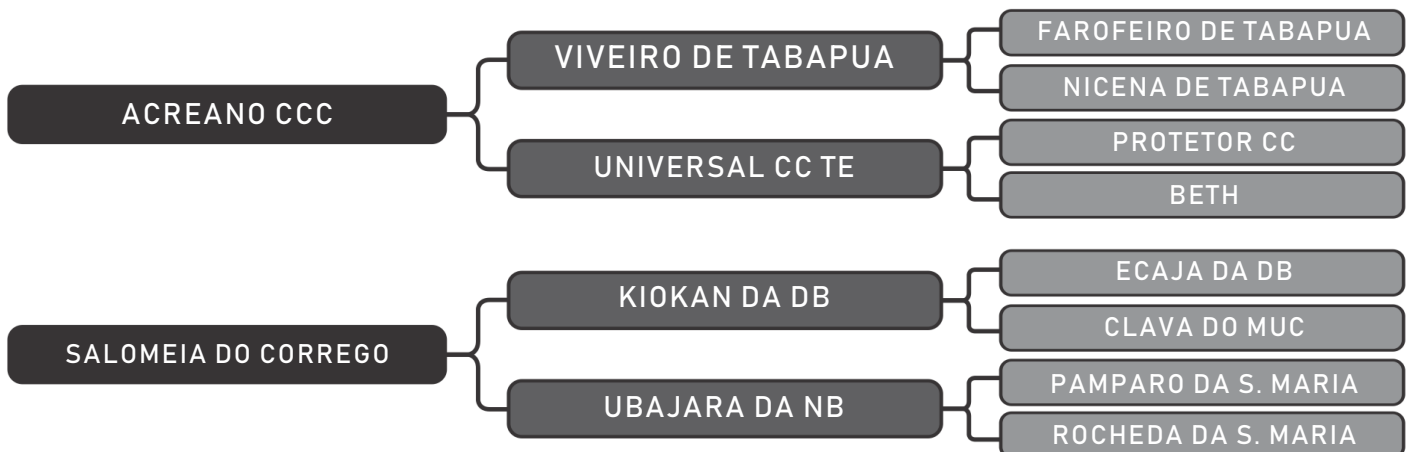 ACREANO CCC
VIVEIRO DE TABAPUA
FAROFEIRO DE TABAPUA
NICENA DE TABAPUA
UNIVERSAL CC TE
PROTETOR CC
BETH
SALOMEIA DO CORREGO
KIOKAN DA DB
ECAJA DA DB
CLAVA DO MUC
UBAJARA DA NB
PAMPARO DA S. MARIA
ROCHEDA DA S. MARIA